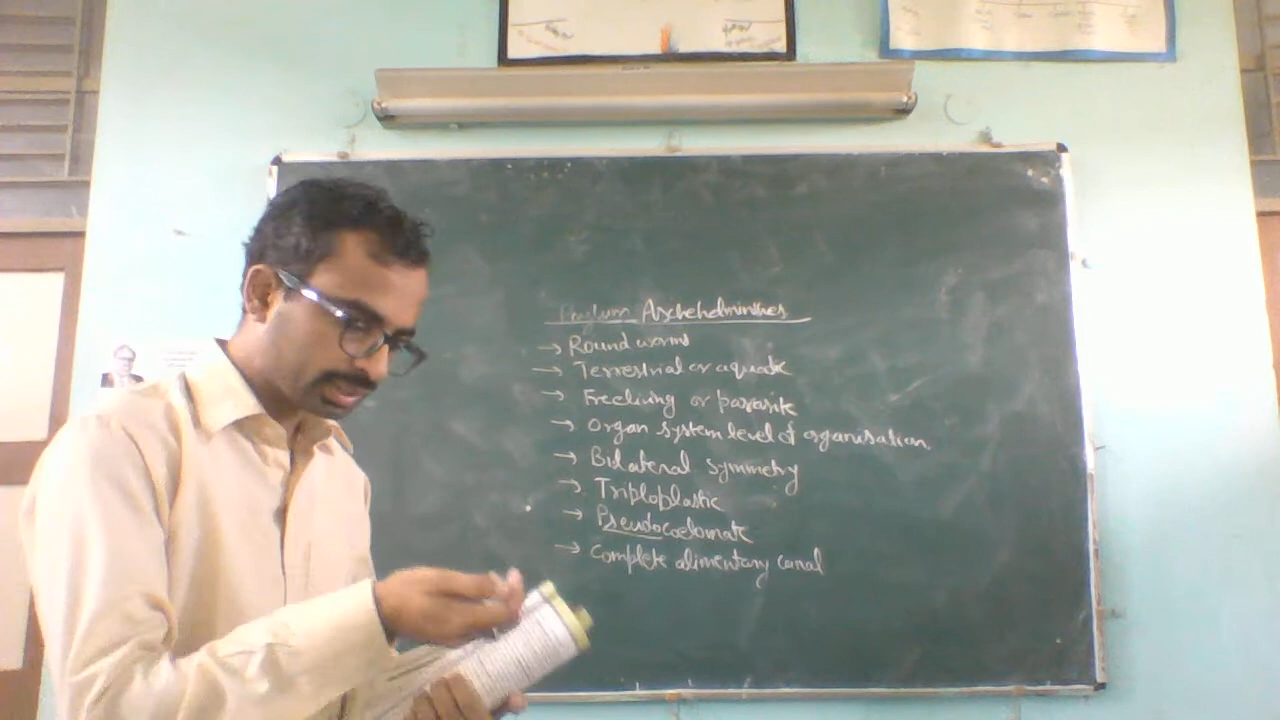 Phylum Aschehelminthes
→ Round worms
→ Terrestrial or aquatic
→ Freeliving or parasite
→ Organ system level of organisation.
→ Bilateral symmetry
→ Triploplastic
→ Pseudocoelomate
→ Complete alimentary canal